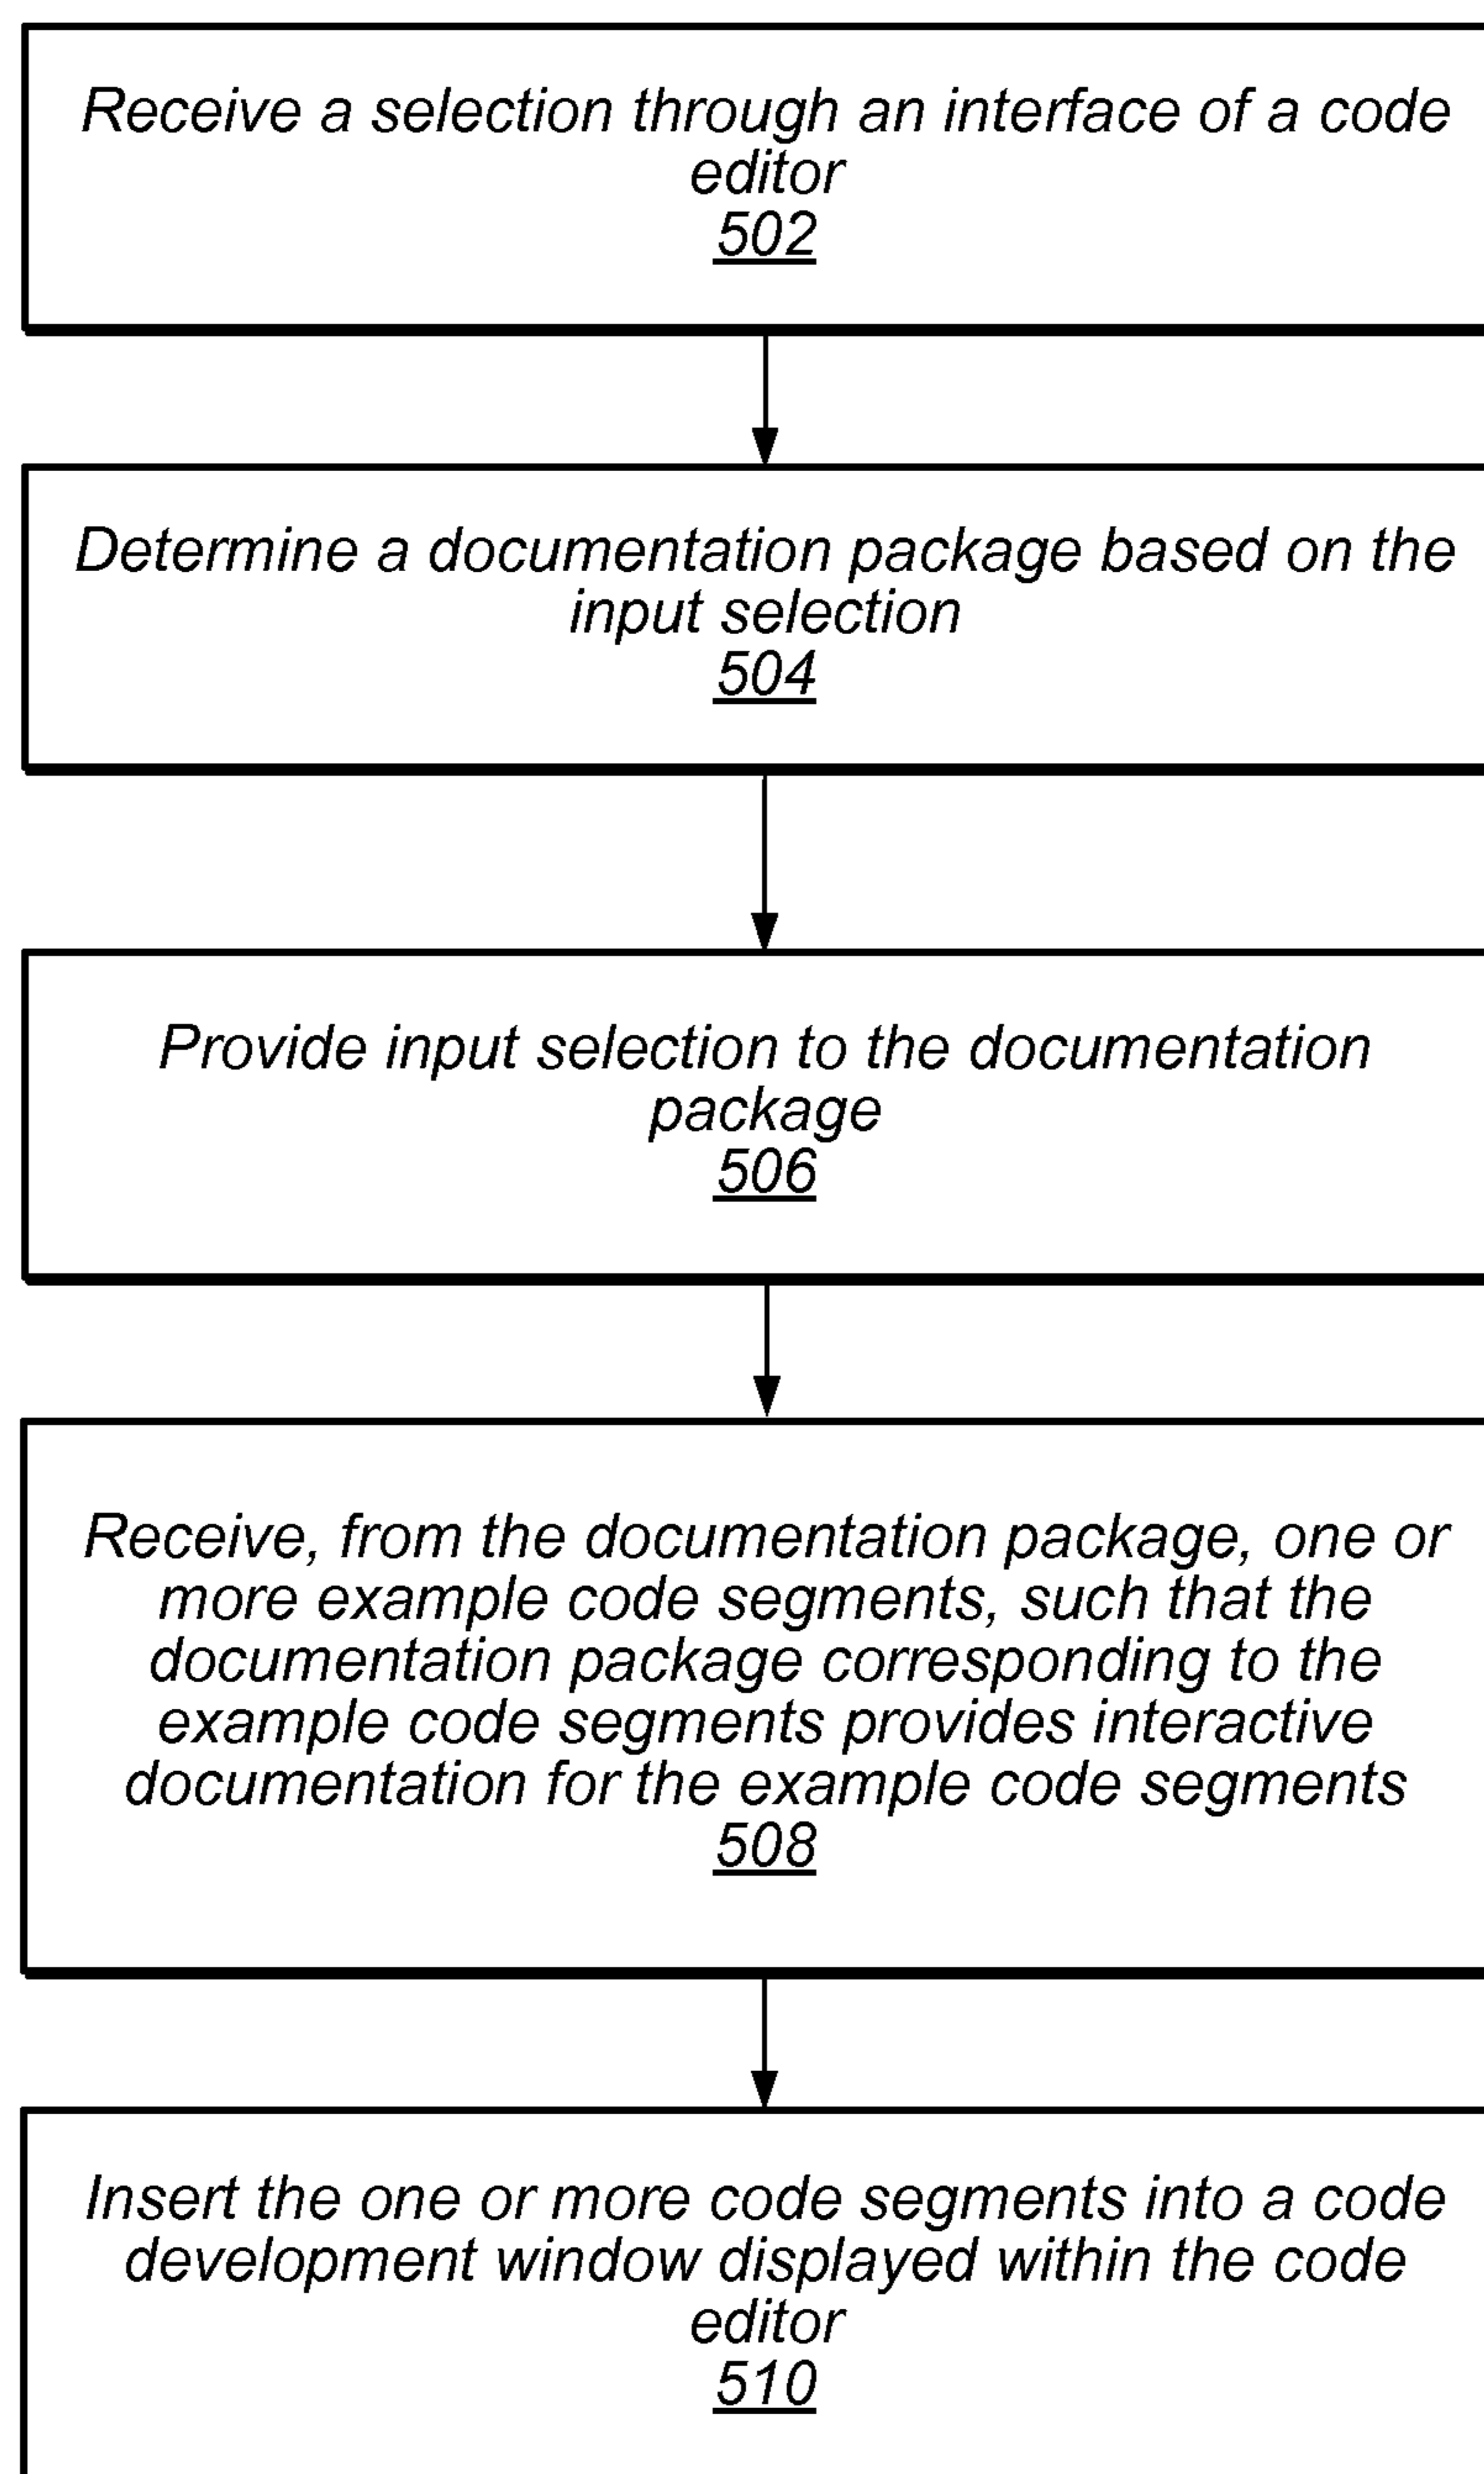 Receive a selection through an interface of a code
editor
502
Determine a documentation package based on the
input selection
504
Provide input selection to the documentation
package
506
Receive, from the documentation package, one or
more example code segments, such that the
documentation package corresponding to the
example code segments provides interactive
documentation for the example code segments
508
Insert the one or more code segments into a code
development window displayed within the code
editor
510